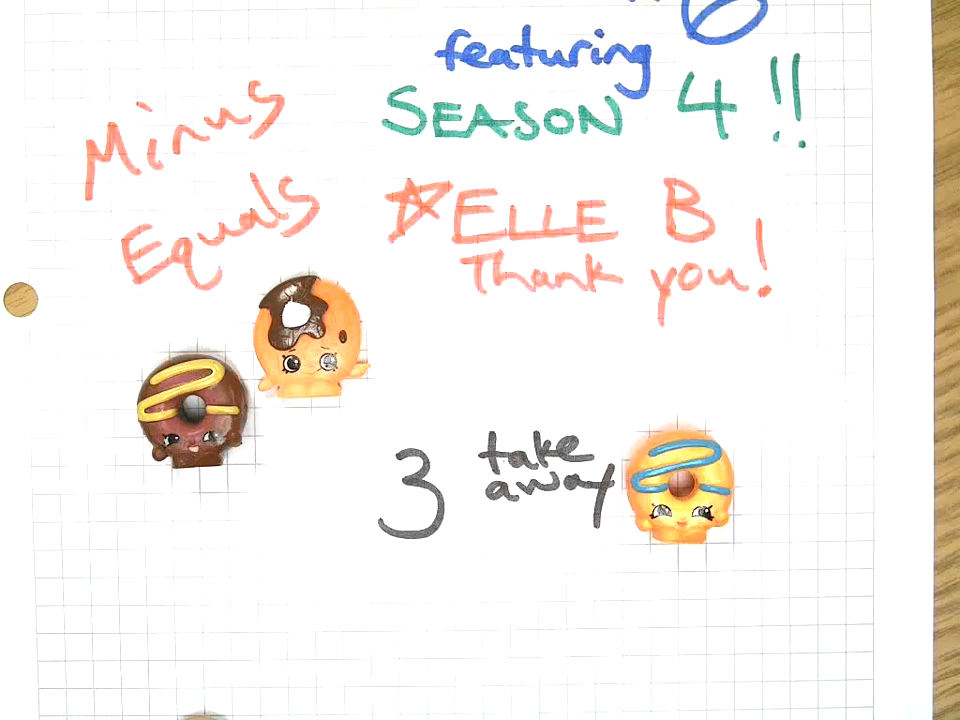 featuring
SEASON 4!!
Minus
Equals
ELLE B
Thank you!
3 take
away